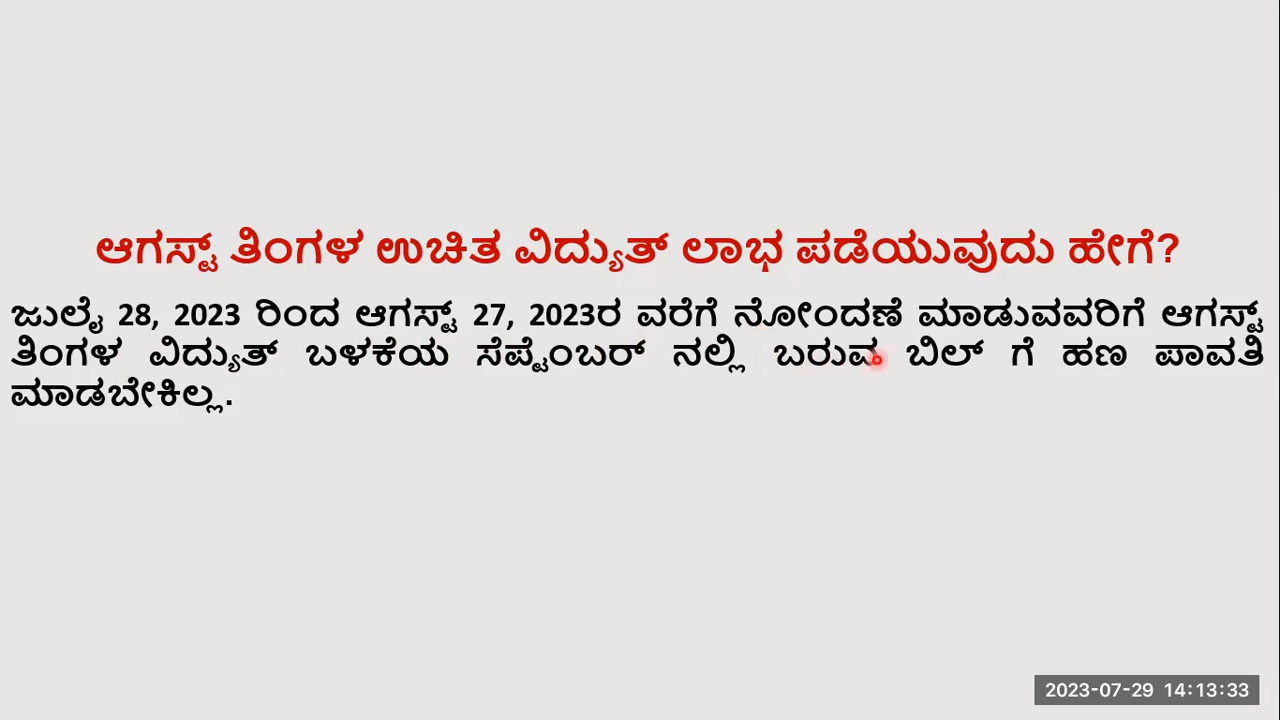 ಆಗಸ್ಟ್ ತಿಂಗಳ ಉಚಿತ ವಿದ್ಯುತ್ ಲಾಭ ಪಡೆಯುವುದು ಹೇಗೆ?
ಜುಲೈ 28, 2023 ರಿಂದ ಆಗಸ್ಟ್ 27, 2023ರ ವರೆಗೆ ನೋಂದಣಿ ಮಾಡುವವರಿಗೆ ಆಗಸ್ಟ್
ತಿಂಗಳ ವಿದ್ಯುತ್ ಬಳಕೆಯ ಸೆಪ್ಟೆಂಬರ್ ನಲ್ಲಿ ಬರುವ ಬಿಲ್ ಗೆ ಹಣ ಪಾವತಿ
ಮಾಡಬೇಕಿಲ್ಲ.
2023-07-29 14:13:33